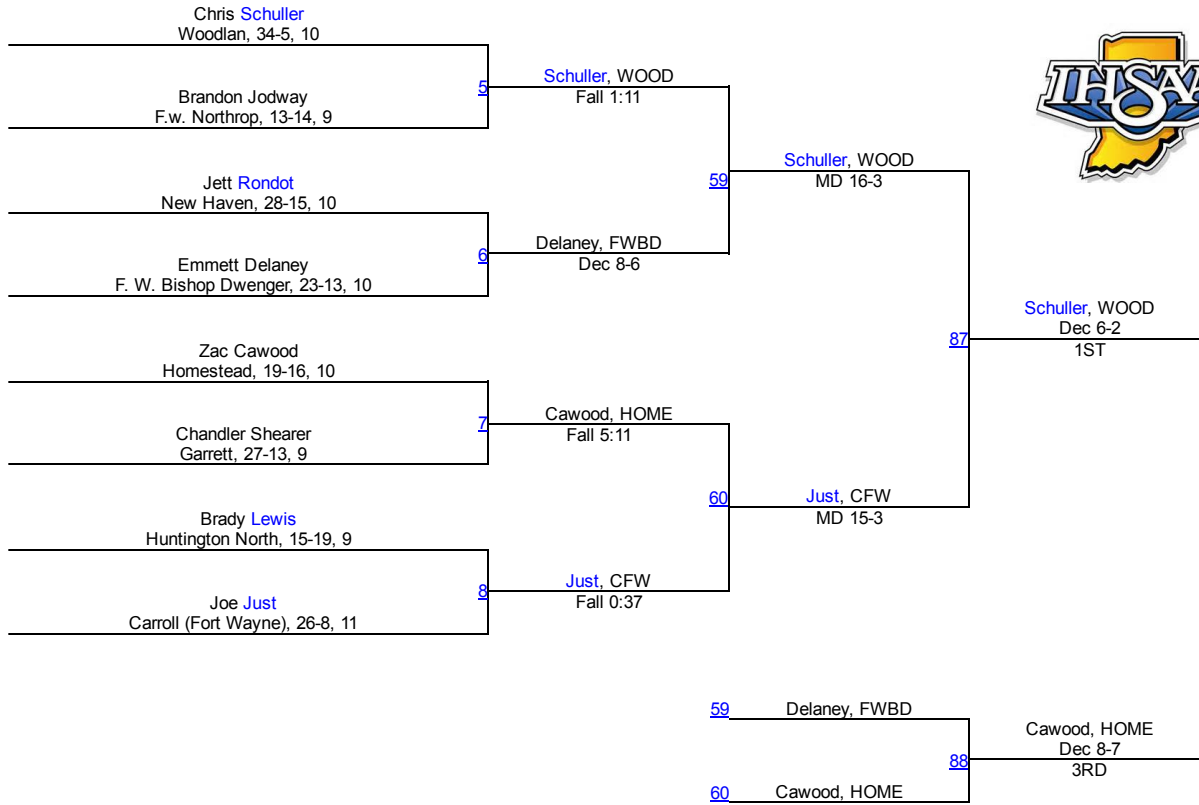 Chris Schuller
Woodlan, 34-5, 10
Brandon Jodway
F.w. Northrop, 13-14, 9
5
Schuller, WOOD
Fall 1:11
Jett Rondot
New Haven, 28-15, 10
Emmett Delaney
F. W. Bishop Dwenger, 23-13, 10
6
Delaney, FWBD
Dec 8-6
59
Schuller, WOOD
MD 16-3
Zac Cawood
Homestead, 19-16, 10
Chandler Shearer
Garrett, 27-13, 9
7
Cawood, HOME
Fall 5:11
Brady Lewis
Huntington North, 15-19, 9
Joe Just
Carroll (Fort Wayne), 26-8, 11
8
Just, CFW
Fall 0:37
60
Just, CFW
MD 15-3
87
Schuller, WOOD
Dec 6-2
1ST
59
Delaney, FWBD
60
Cawood, HOME
88
Cawood, HOME
Dec 8-7
3RD
IHSAA